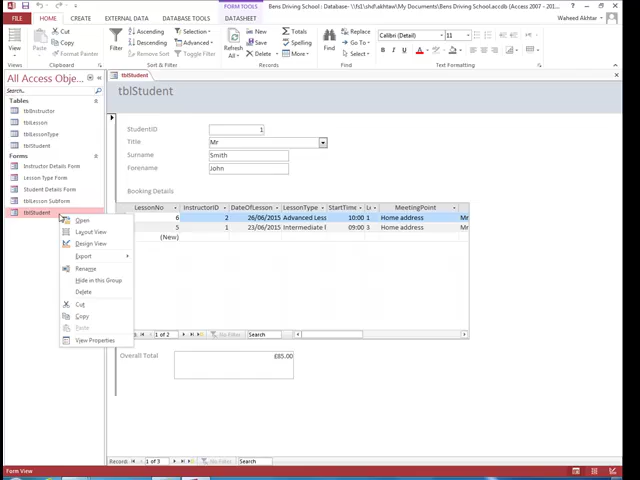 FORM TOOLS
Bens Driving School : Database- \\fs1\shd\akhtaw\My Documents\Bens Driving School.accdb (Access 2007 - 201...
FILE HOME CREATE EXTERNAL DATA DATABASE TOOLS DATASHEET
Waheed Akhtar
View
Paste
Cut
Copy
Format Painter
Filter
Ascending
Descending
Remove Sort
Selection
Advanced
Toggle Filter
Refresh All
New
Save
Delete
Totals
Spelling
More
Find
Replace
Go To
Select
Calibri (Detail)
11
B I U
Views
Clipboard
Sort & Filter
Records
Find
Text Formatting
All Access Obje...
Search..
Tables
tblInstructor
tblLesson
tblLessonType
tblStudent
Forms
Instructor Details Form
Lesson Type Form
Student Details Form
tblLesson Subform
tblStudent
Open
Layout View
Design View
Export
Rename
Hide in this Group
Delete
Cut
Copy
Paste
View Properties
tblStudent
tblStudent
StudentID 1
Title Mr
Surname Smith
Forename John
Booking Details
LessonNo InstructorID DateOfLesson LessonType StartTime L MeetingPoint
6 2 26/06/2015 Advanced Less 10:00 1 Home address Mr
5 1 23/06/2015 Intermediate 09:00 3 Home address Mr
(New)
1 of 2 No Filter Search
Overall Total £85.00
Record: 1 of 3 No Filter Search
Form View